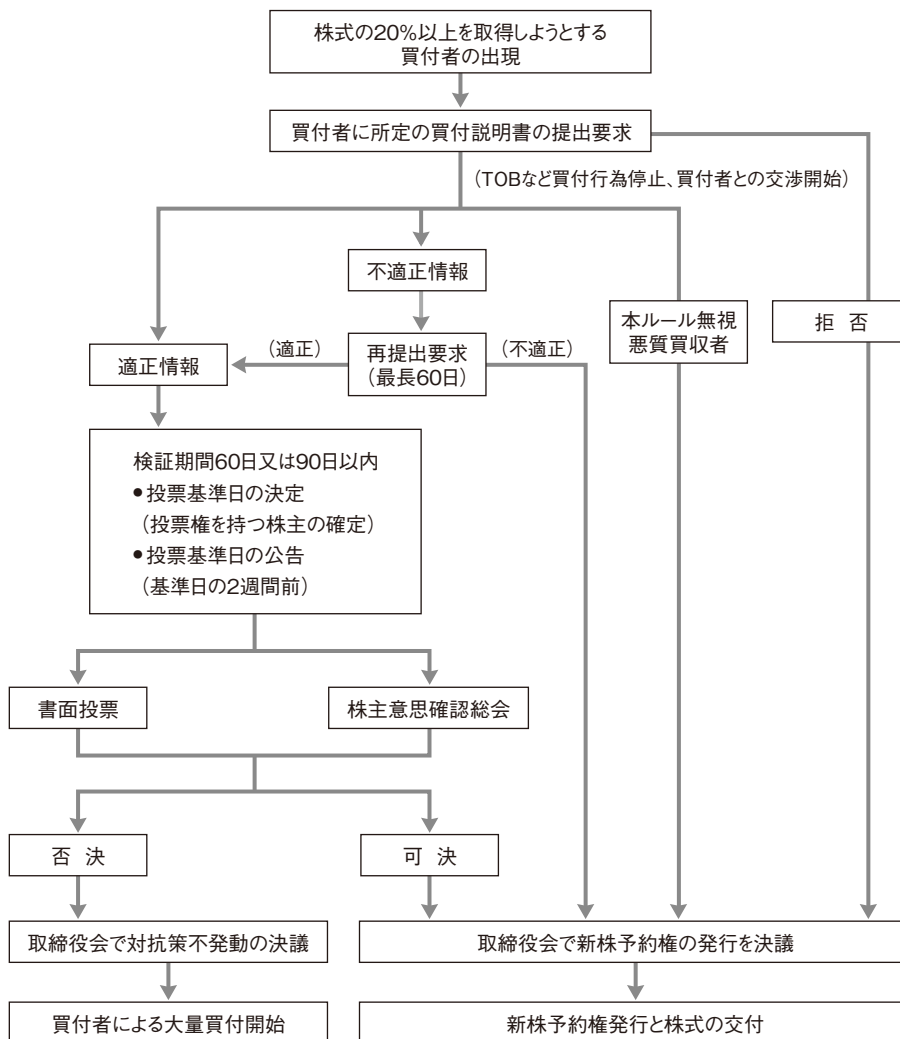 株式の20%以上を取得しようとする
買付者の出現
買付者に所定の買付説明書の提出要求
(TOBなど買付行為停止、買付者との交渉開始)
不適正情報
本ルール無視
悪質買収者
拒 否
適正情報
(適正)
再提出要求
(最長60日)
(不適正)
検証期間60日又は90日以内
●投票基準日の決定
(投票権を持つ株主の確定)
●投票基準日の公告
(基準日の2週間前)
書面投票
株主意思確認総会
否 決
可 決
取締役会で対抗策不発動の決議
取締役会で新株予約権の発行を決議
買付者による大量買付開始
新株予約権発行と株式の交付